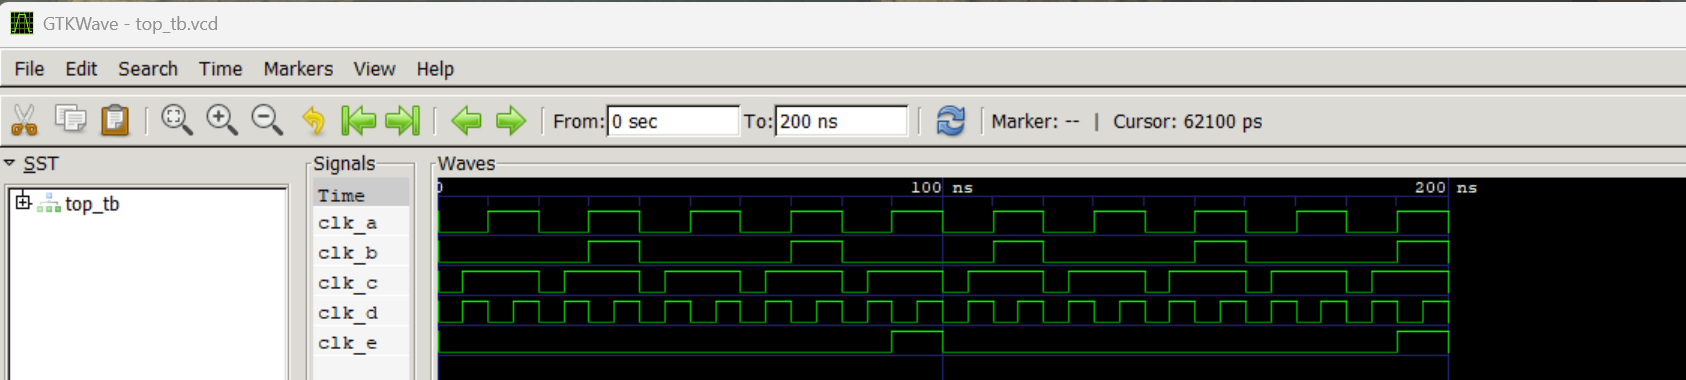 GTKWave - top_tb.vcd
File Edit Search Time Markers View Help
From: 0 sec To: 200 ns Marker: -- | Cursor: 62100 ps
SST
top_tb
Signals
Time
clk_a
clk_b
clk_c
clk_d
clk_e
Waves
0 100 ns 200 ns